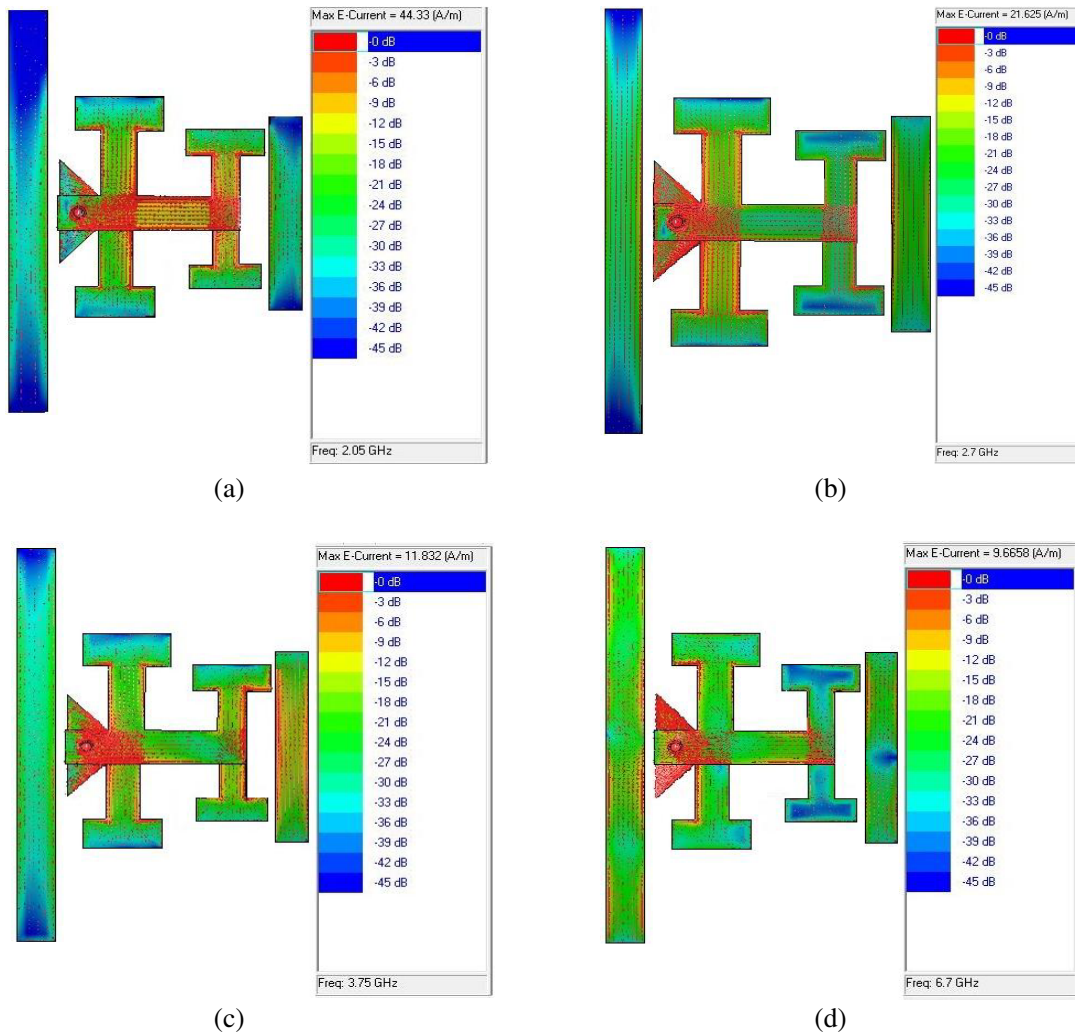 Max E-Current = 44.33 (A/m)
-0 dB
-3 dB
-6 dB
-9 dB
-12 dB
-15 dB
-18 dB
-21 dB
-24 dB
-27 dB
-30 dB
-33 dB
-36 dB
-39 dB
-42 dB
-45 dB
Freq: 2.05 GHz
(a)
Max E-Current = 21.625 (A/m)
-0 dB
-3 dB
-6 dB
-9 dB
-12 dB
-15 dB
-18 dB
-21 dB
-24 dB
-27 dB
-30 dB
-33 dB
-36 dB
-39 dB
-42 dB
-45 dB
Freq: 2.7 GHz
(b)
Max E-Current = 11.832 (A/m)
-0 dB
-3 dB
-6 dB
-9 dB
-12 dB
-15 dB
-18 dB
-21 dB
-24 dB
-27 dB
-30 dB
-33 dB
-36 dB
-39 dB
-42 dB
-45 dB
Freq: 3.75 GHz
(c)
Max E-Current = 9.6658 (A/m)
-0 dB
-3 dB
-6 dB
-9 dB
-12 dB
-15 dB
-18 dB
-21 dB
-24 dB
-27 dB
-30 dB
-33 dB
-36 dB
-39 dB
-42 dB
-45 dB
Freq: 6.7 GHz
(d)